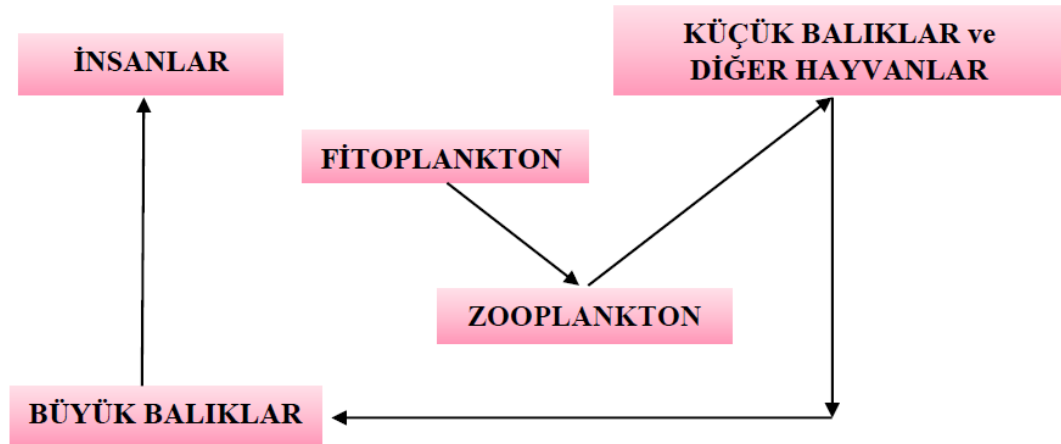 İNSANLAR
KÜÇÜK BALIKLAR ve
DİĞER HAYVANLAR
FİTOPLANKTON
ZOOPLANKTON
BÜYÜK BALIKLAR